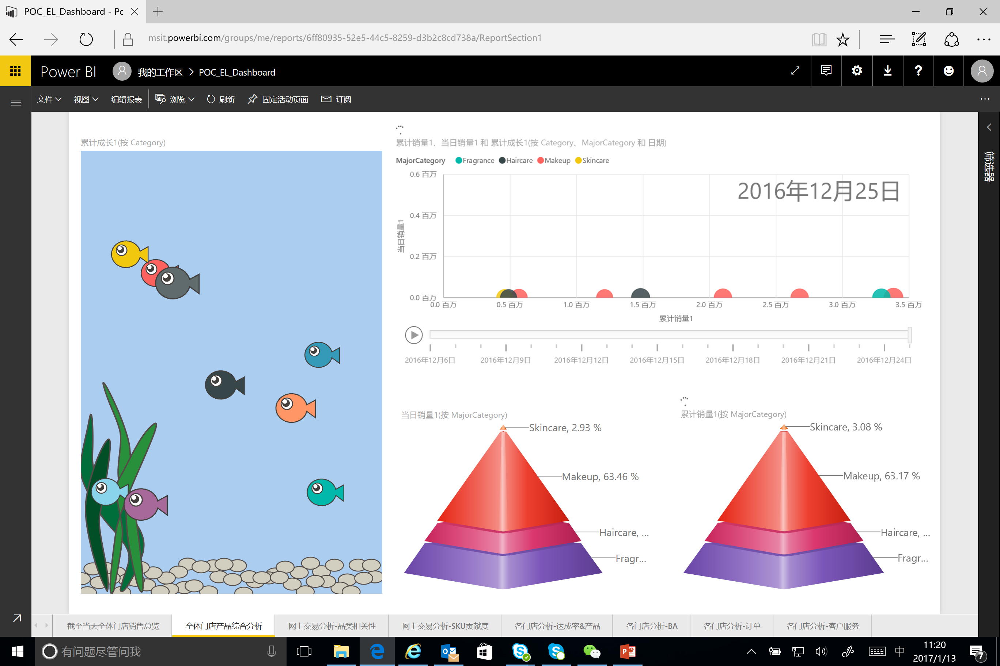 POC_EL_Dashboard - Pc
msit.powerbi.com/groups/me/reports/6ff80935-52e5-44c5-8259-d3b2c8cd738a/ReportSection1
Power BI 我的工作区 > POC_EL_Dashboard
文件 视图 编辑报表 浏览 刷新 固定活动页面 订阅 ...
筛选器
累计成长1(按 Category)
累计销量1、当日销量1 和 累计成长1(按 Category、MajorCategory 和 日期)
MajorCategory Fragrance Haircare Makeup Skincare
2016年12月25日
当日销量1
0.6 百万
0.4 百万
0.2 百万
0.0 百万
0.0 百万 0.5 百万 1.0 百万 1.5 百万 2.0 百万 2.5 百万 3.0 百万 3.5 百万
累计销量1
2016年12月6日 2016年12月9日 2016年12月12日 2016年12月15日 2016年12月18日 2016年12月21日 2016年12月24日
当日销量1(按 MajorCategory)
Skincare, 2.93 %
Makeup, 63.46 %
Haircare, ...
Fragr...
累计销量1(按 MajorCategory)
Skincare, 3.08 %
Makeup, 63.17 %
Haircare, ...
Fragr...
截至当天全体门店销售总览 全体门店产品综合分析 网上交易分析-品类相关性 网上交易分析-SKU贡献度 各门店分析-达成率&产品 各门店分析-BA 各门店分析-订单 各门店分析-客户服务
有问题尽管问我
中
11:20
2017/1/13
7